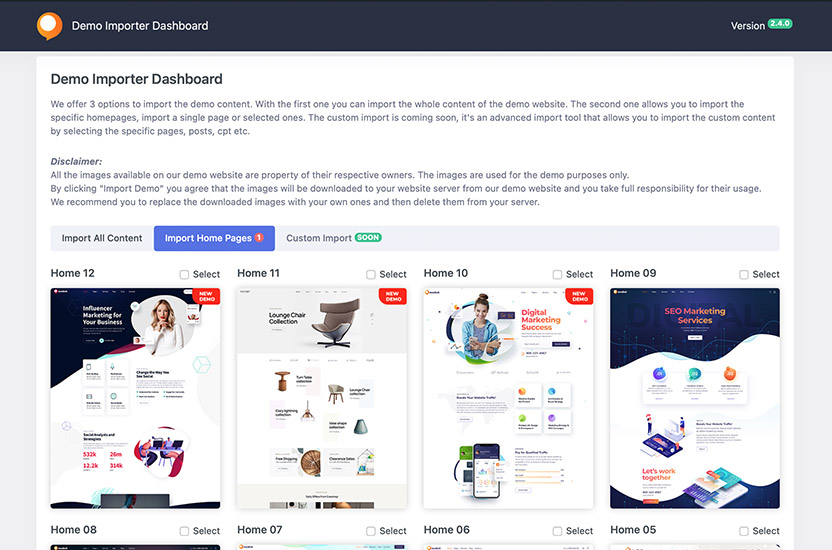 Demo Importer Dashboard
Version 2.4.0
Demo Importer Dashboard
We offer 3 options to import the demo content. With the first one you can import the whole content of the demo website. The second one allows you to import the
specific homepages, import a single page or selected ones. The custom import is coming soon, it's an advanced import tool that allows you to import the custom content
by selecting the specific pages, posts, cpt etc.
Disclaimer:
All the images available on our demo website are property of their respective owners. The images are used for the demo purposes only.
By clicking "Import Demo" you agree that the images will be downloaded to your website server from our demo website and you take full responsibility for their usage.
We recommend you to replace the downloaded images with your own ones and then delete them from your server.
Import All Content
Import Home Pages 1
Custom Import SOON
Home 12
Select
Home 11
Select
Home 10
Select
Home 09
Select
NEW DEMO
Influencer
Marketing for
Your Business
Change the Way You
See Social
Social Analysis and
Strategies
532k 26m
12.2k 314k
NEW DEMO
Lounge Chair
Collection
Turn Table
collection
Lounge Chair
Collection
Cozy lightning
collection
View shape
collection
Free Shipping
Clearance Sales
NEW DEMO
Digital
Marketing
Success
Boost Your Website Traffic!
Pay for Qualified Traffic
SEO Marketing
Services
01
02
03
Boost Your Website Traffic!
Let's work
together
Home 08
Select
Home 07
Select
Home 06
Select
Home 05
Select